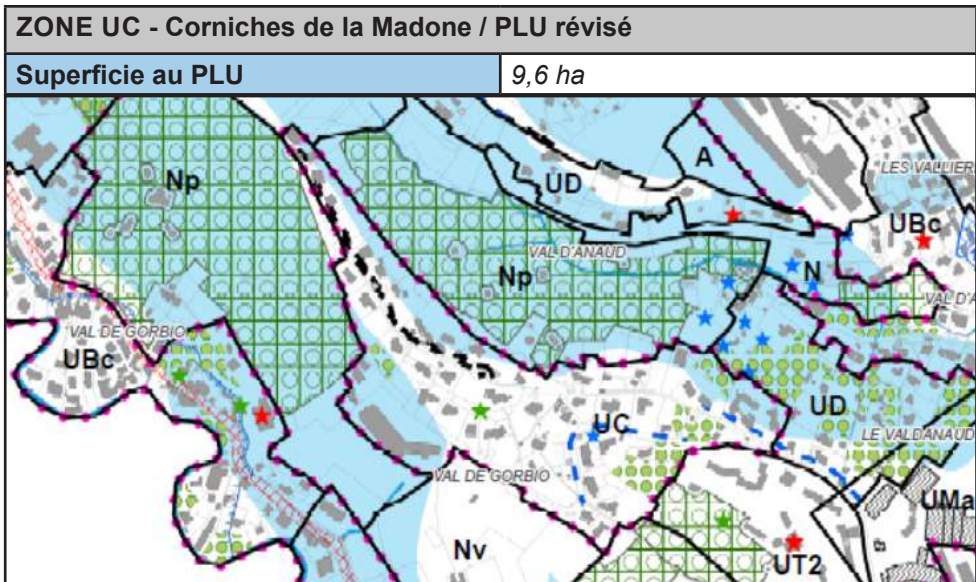 ZONE UC - Corniches de la Madone / PLU révisé
Superficie au PLU 9,6 ha
A
LES VALLIER
Np
UD
UBc
VAL D'ANAUD
N
Np
VAL D'A
VAL DE GORBIO
UBc
UC
UD
LE VALDANAUD
VAL DE GORBIO
UMa
Nv
UT2